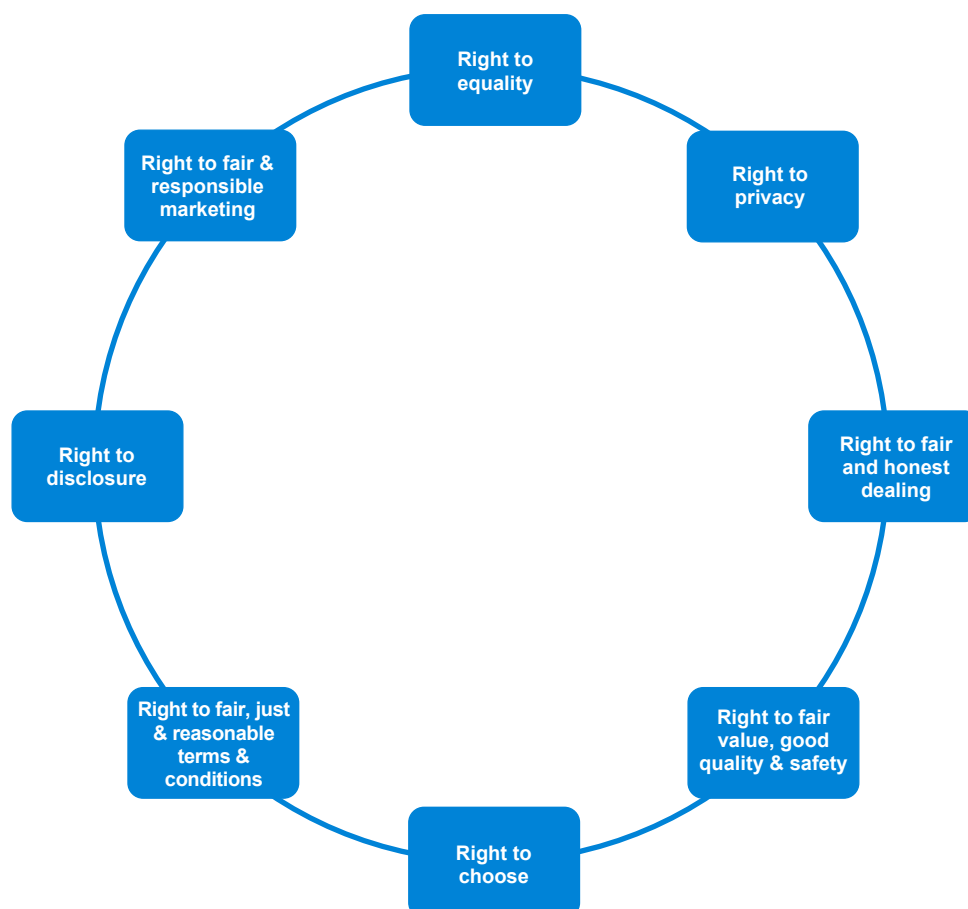 Right to
equality
Right to
privacy
Right to fair
and honest
dealing
Right to fair
value, good
quality & safety
Right to
choose
Right to fair, just
& reasonable
terms &
conditions
Right to
disclosure
Right to fair &
responsible
marketing